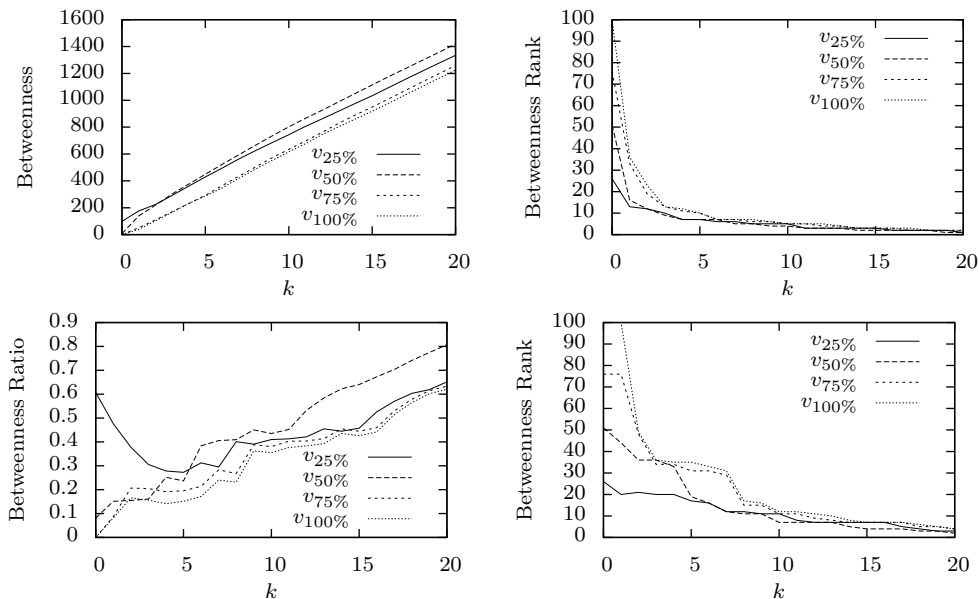 Betweenness
1600
1400
1200
1000
800
600
400
200
0
0 5 10 15 20
k
v25%
v50%
v75%
v100%
Betweenness Rank
100
90
80
70
60
50
40
30
20
10
0 5 10 15 20
k
v25%
v50%
v75%
v100%
Betweenness Ratio
0.9
0.8
0.7
0.6
0.5
0.4
0.3
0.2
0.1
0
0 5 10 15 20
k
v25%
v50%
v75%
v100%
Betweenness Rank
100
90
80
70
60
50
40
30
20
10
0 5 10 15 20
k
v25%
v50%
v75%
v100%